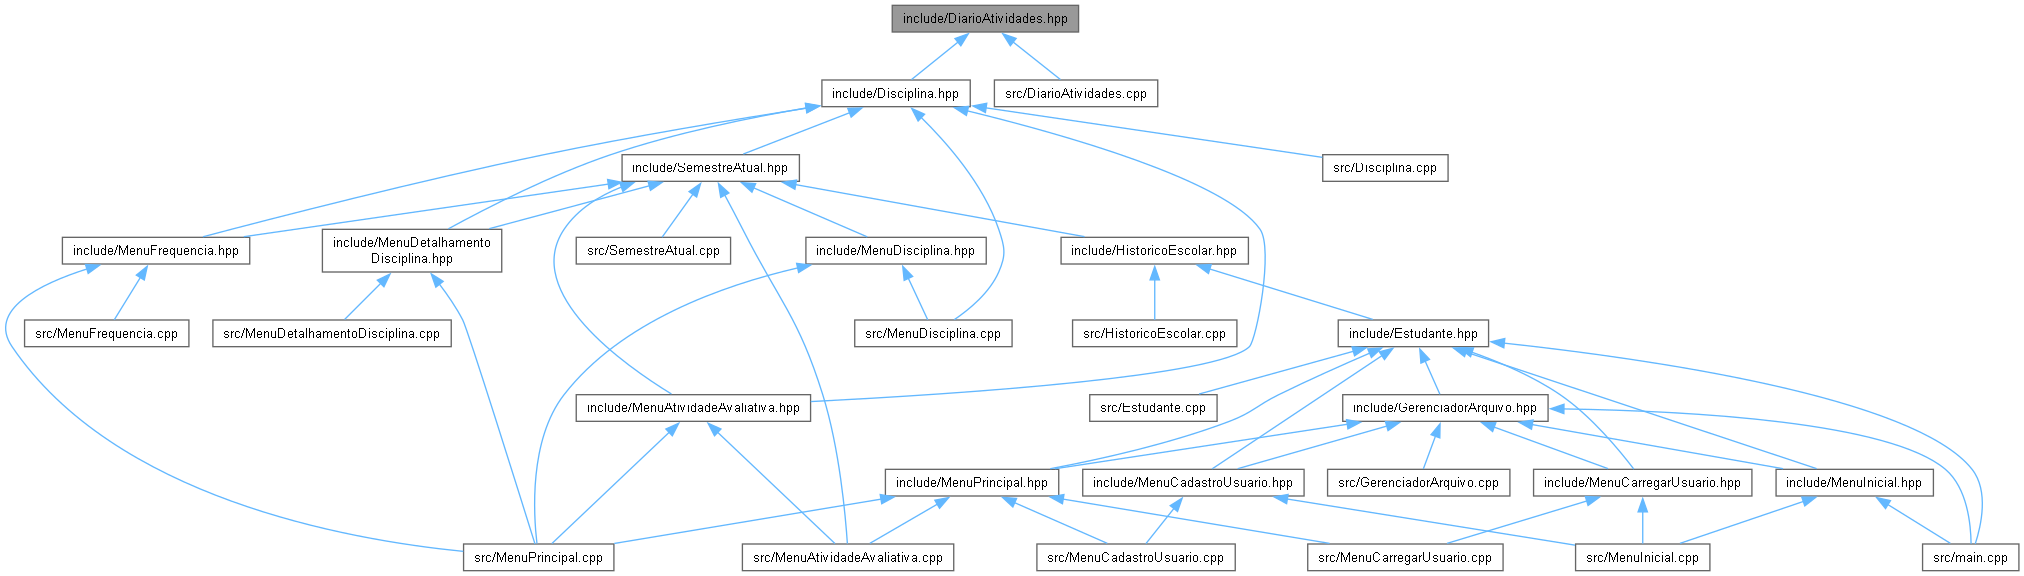 include/DiarioAtividades.hpp
include/Disciplina.hpp
src/DiarioAtividades.cpp
include/SemestreAtual.hpp
src/Disciplina.cpp
include/MenuFrequencia.hpp
include/MenuDetalhamento
Disciplina.hpp
src/SemestreAtual.cpp
include/MenuDisciplina.hpp
include/HistoricoEscolar.hpp
src/MenuFrequencia.cpp
src/MenuDetalhamentoDisciplina.cpp
src/MenuDisciplina.cpp
src/HistoricoEscolar.cpp
include/Estudante.hpp
include/MenuAtividadeAvaliativa.hpp
src/Estudante.cpp
include/GerenciadorArquivo.hpp
include/MenuPrincipal.hpp
include/MenuCadastroUsuario.hpp
src/GerenciadorArquivo.cpp
include/MenuCarregarUsuario.hpp
include/MenuInicial.hpp
src/MenuPrincipal.cpp
src/MenuAtividadeAvaliativa.cpp
src/MenuCadastroUsuario.cpp
src/MenuCarregarUsuario.cpp
src/MenuInicial.cpp
src/main.cpp